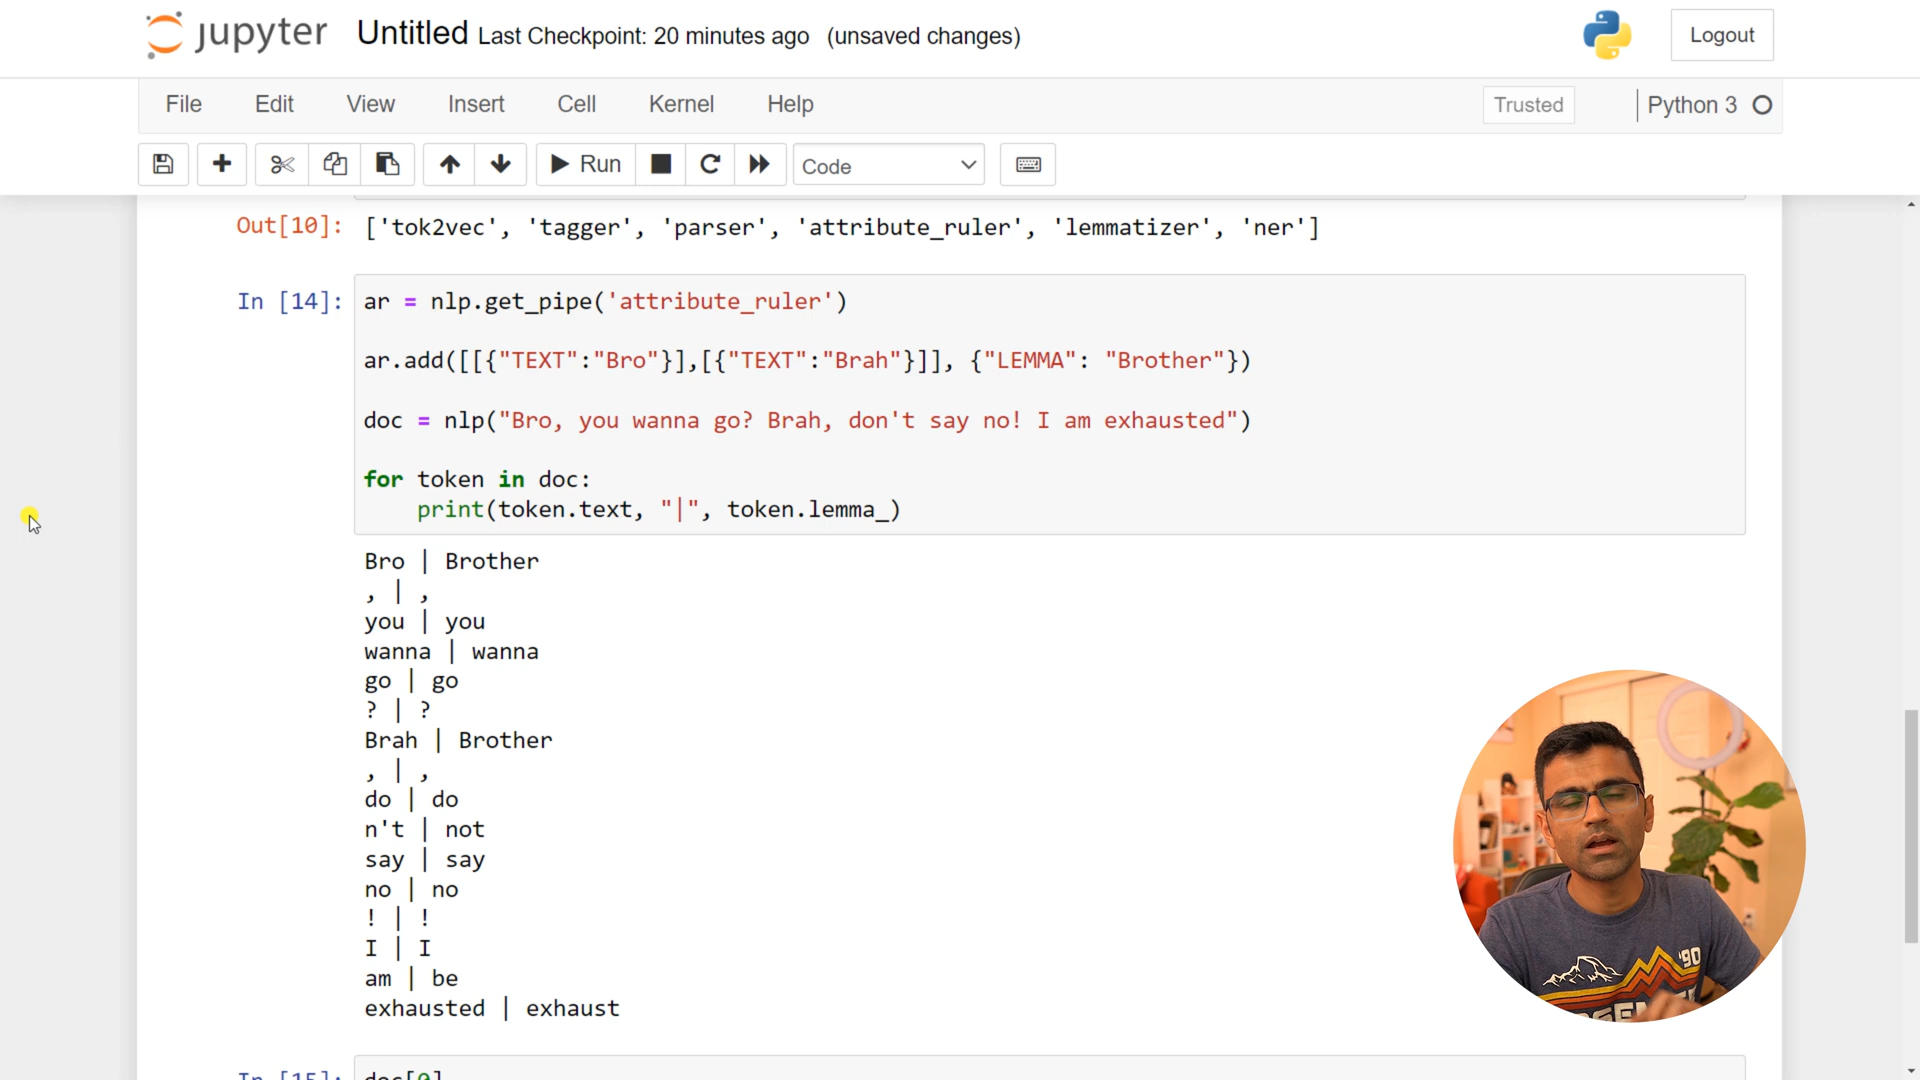 jupyter Untitled Last Checkpoint: 20 minutes ago (unsaved changes) Logout
File Edit View Insert Cell Kernel Help Trusted Python 3
Run Code
Out[10]: ['tok2vec', 'tagger', 'parser', 'attribute_ruler', 'lemmatizer', 'ner']
In [14]: ar = nlp.get_pipe('attribute_ruler')
ar.add([[{"TEXT":"Bro"}],[{"TEXT":"Brah"}]], {"LEMMA": "Brother"})
doc = nlp("Bro, you wanna go? Brah, don't say no! I am exhausted")
for token in doc:
print(token.text, "|", token.lemma_)
Bro | Brother
, | ,
you | you
wanna | wanna
go | go
? | ?
Brah | Brother
, | ,
do | do
n't | not
say | say
no | no
! | !
I | I
am | be
exhausted | exhaust
'90
In [15]: doc[0]